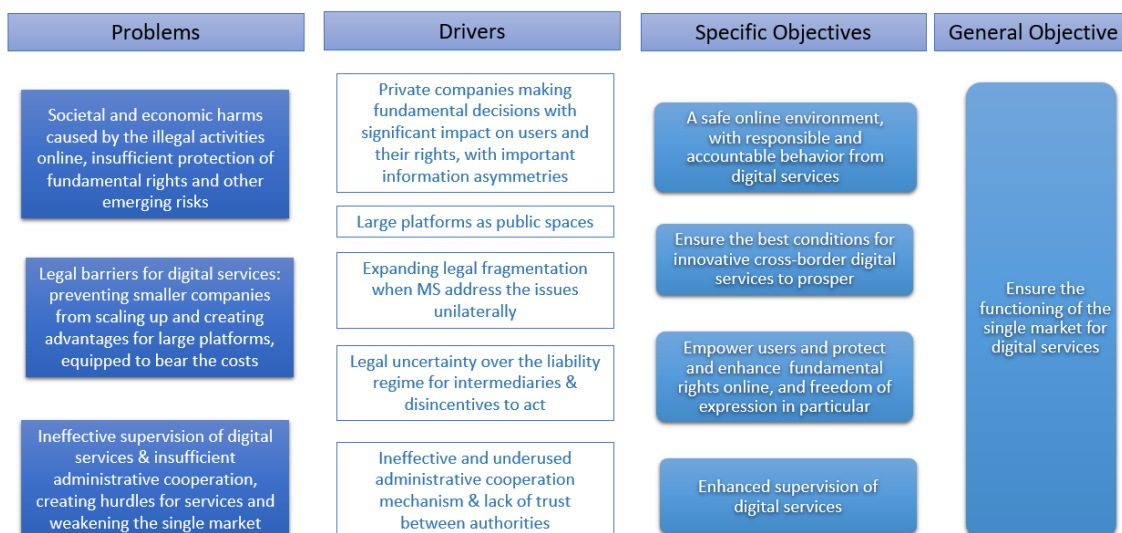 Problems
Societal and economic harms
caused by the illegal activities
online, insufficient protection of
fundamental rights and other
emerging risks
Legal barriers for digital services:
preventing smaller companies
from scaling up and creating
advantages for large platforms,
equipped to bear the costs
Ineffective supervision of digital
services & insufficient
administrative cooperation,
creating hurdles for services and
weakening the single market
Drivers
Private companies making
fundamental decisions with
significant impact on users and
their rights, with important
information asymmetries
Large platforms as public spaces
Expanding legal fragmentation
when MS address the issues
unilaterally
Legal uncertainty over the liability
regime for intermediaries &
disincentives to act
Ineffective and underused
administrative cooperation
mechanism & lack of trust
between authorities
Specific Objectives
A safe online environment,
with responsible and
accountable behavior from
digital services
Ensure the best conditions for
innovative cross-border digital
services to prosper
Empower users and protect
and enhance fundamental
rights online, and freedom of
expression in particular
Enhanced supervision of
digital services
General Objective
Ensure the
functioning of the
single market for
digital services